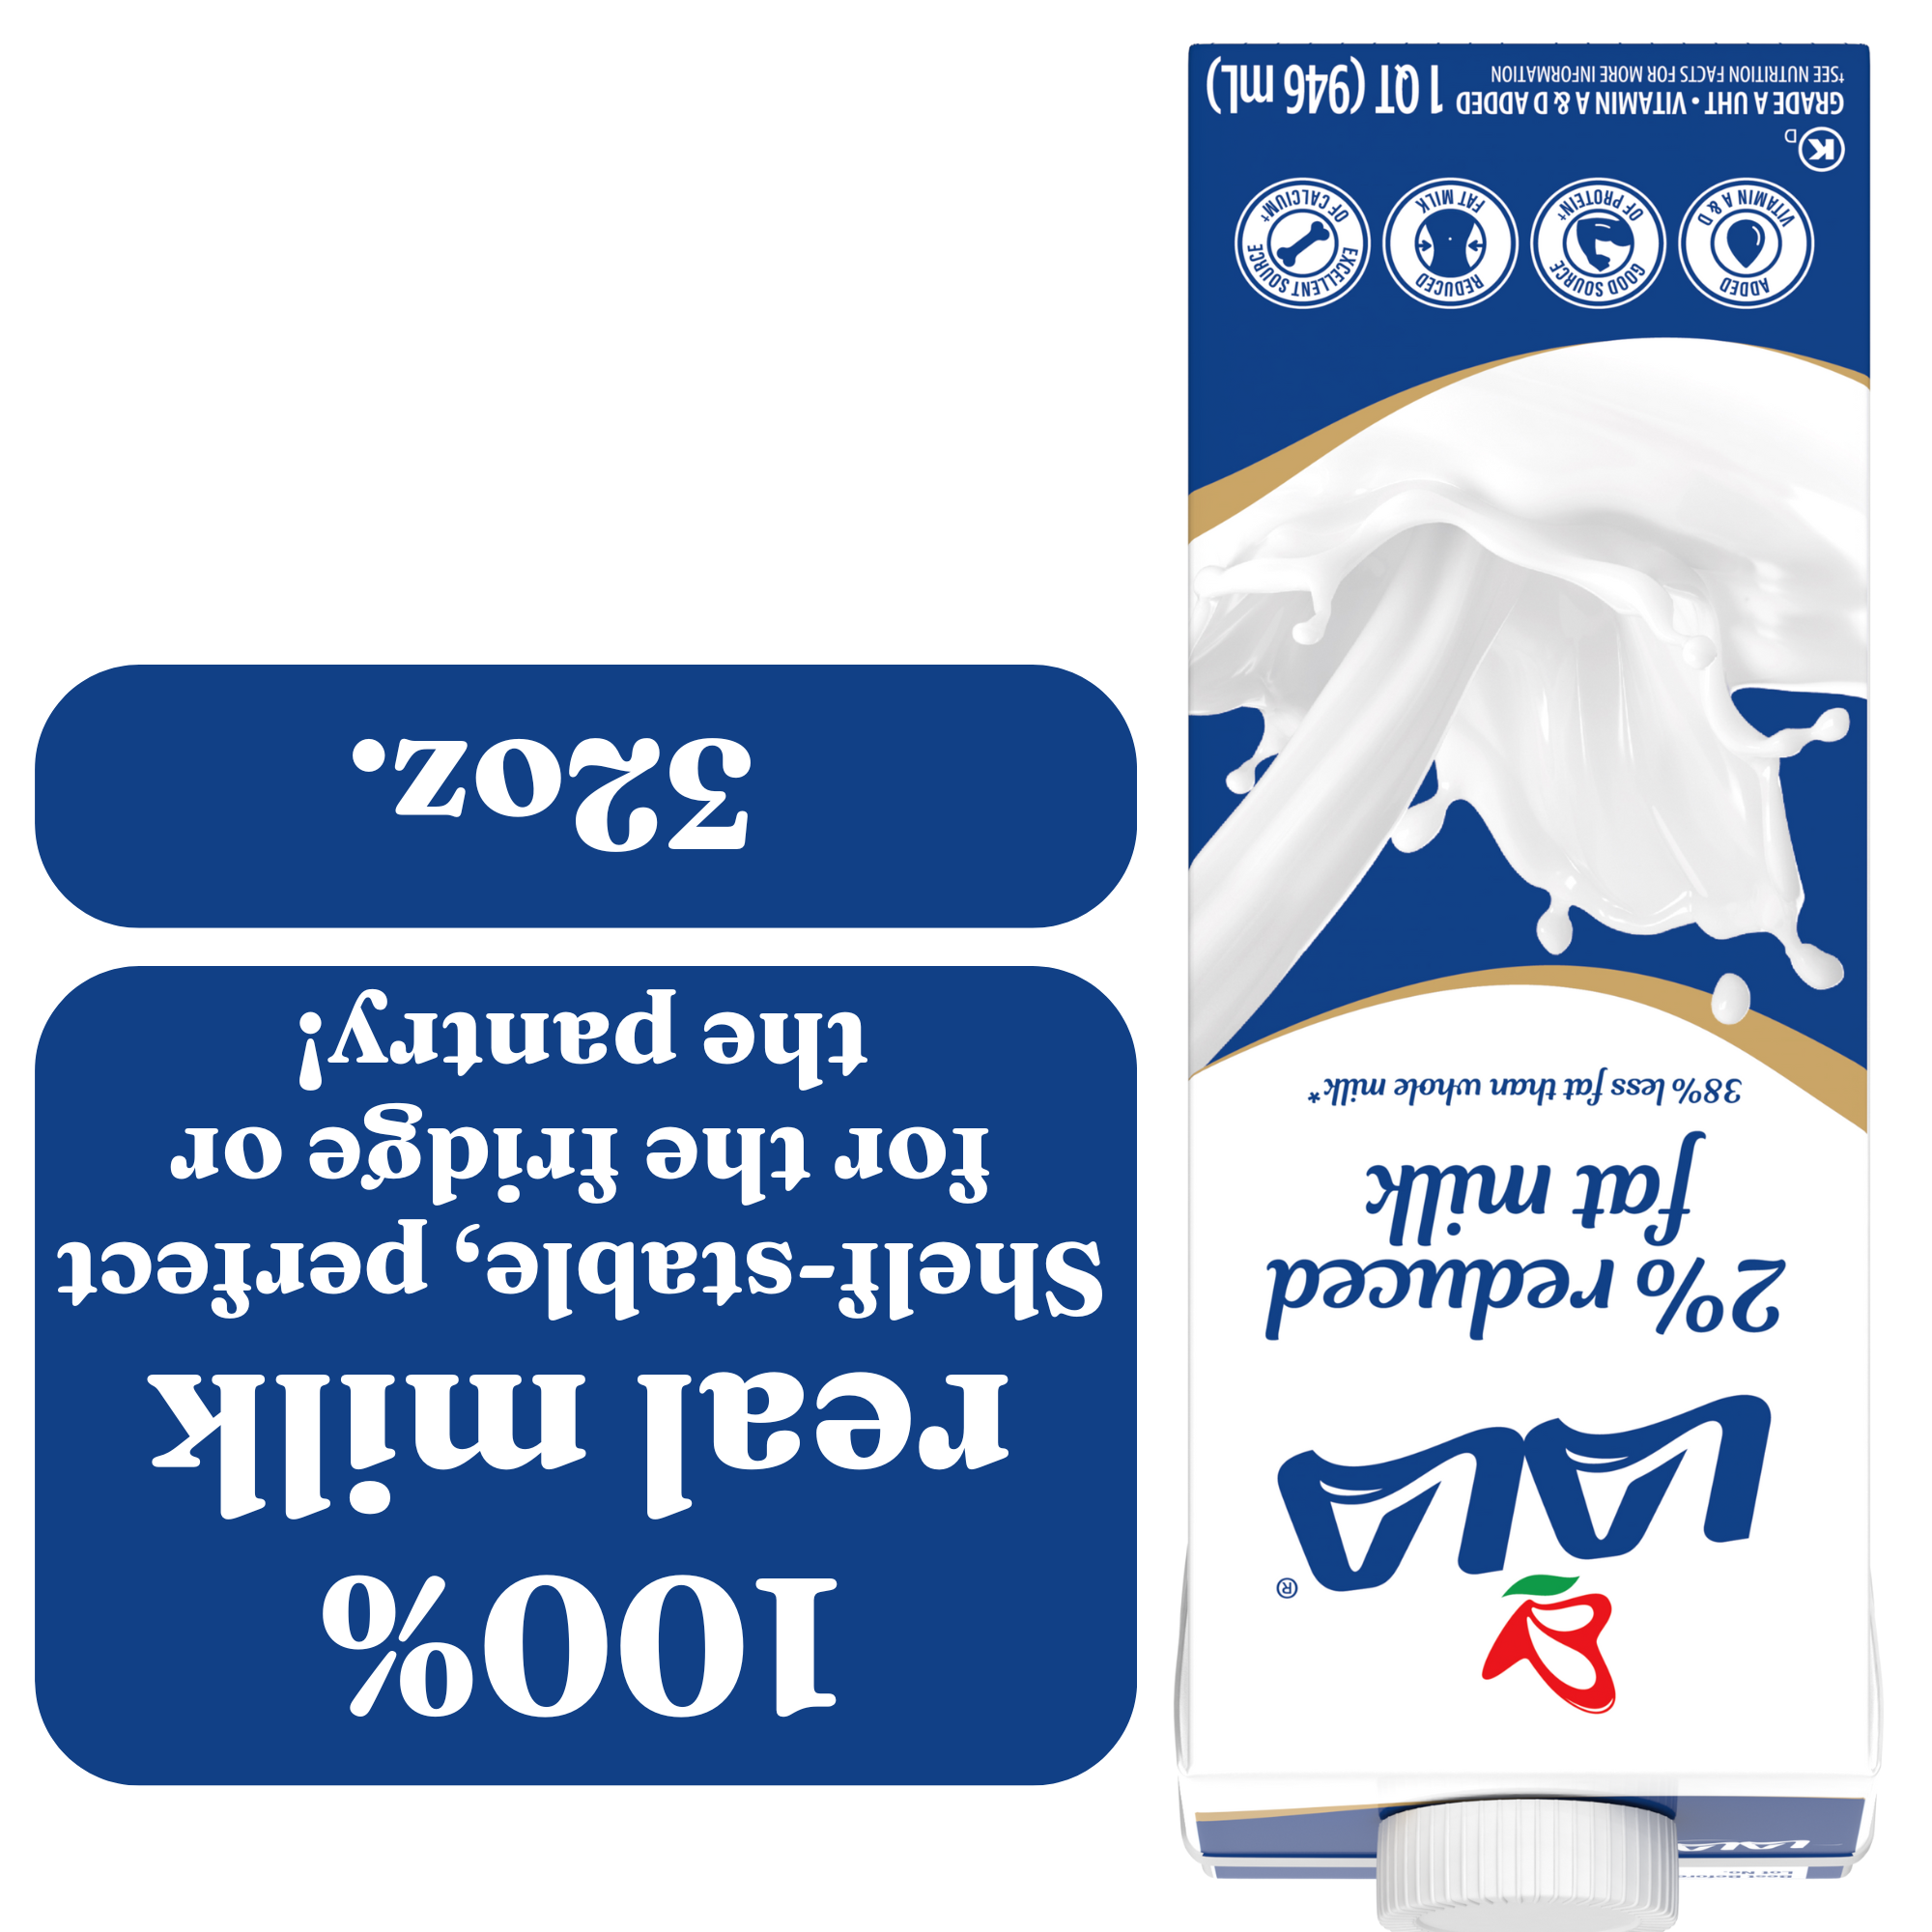 LALA
®
2% reduced
fat milk
38% less fat than whole milk*
ADDED VITAMIN A & D
GOOD SOURCE OF PROTEIN†
REDUCED FAT MILK
EXCELLENT SOURCE OF CALCIUM†
K D
GRADE A UHT • VITAMIN A & D ADDED
†SEE NUTRITION FACTS FOR MORE INFORMATION
1 QT (946 mL)
100%
real milk
Shelf-stable, perfect
for the fridge or
the pantry!
32oz.